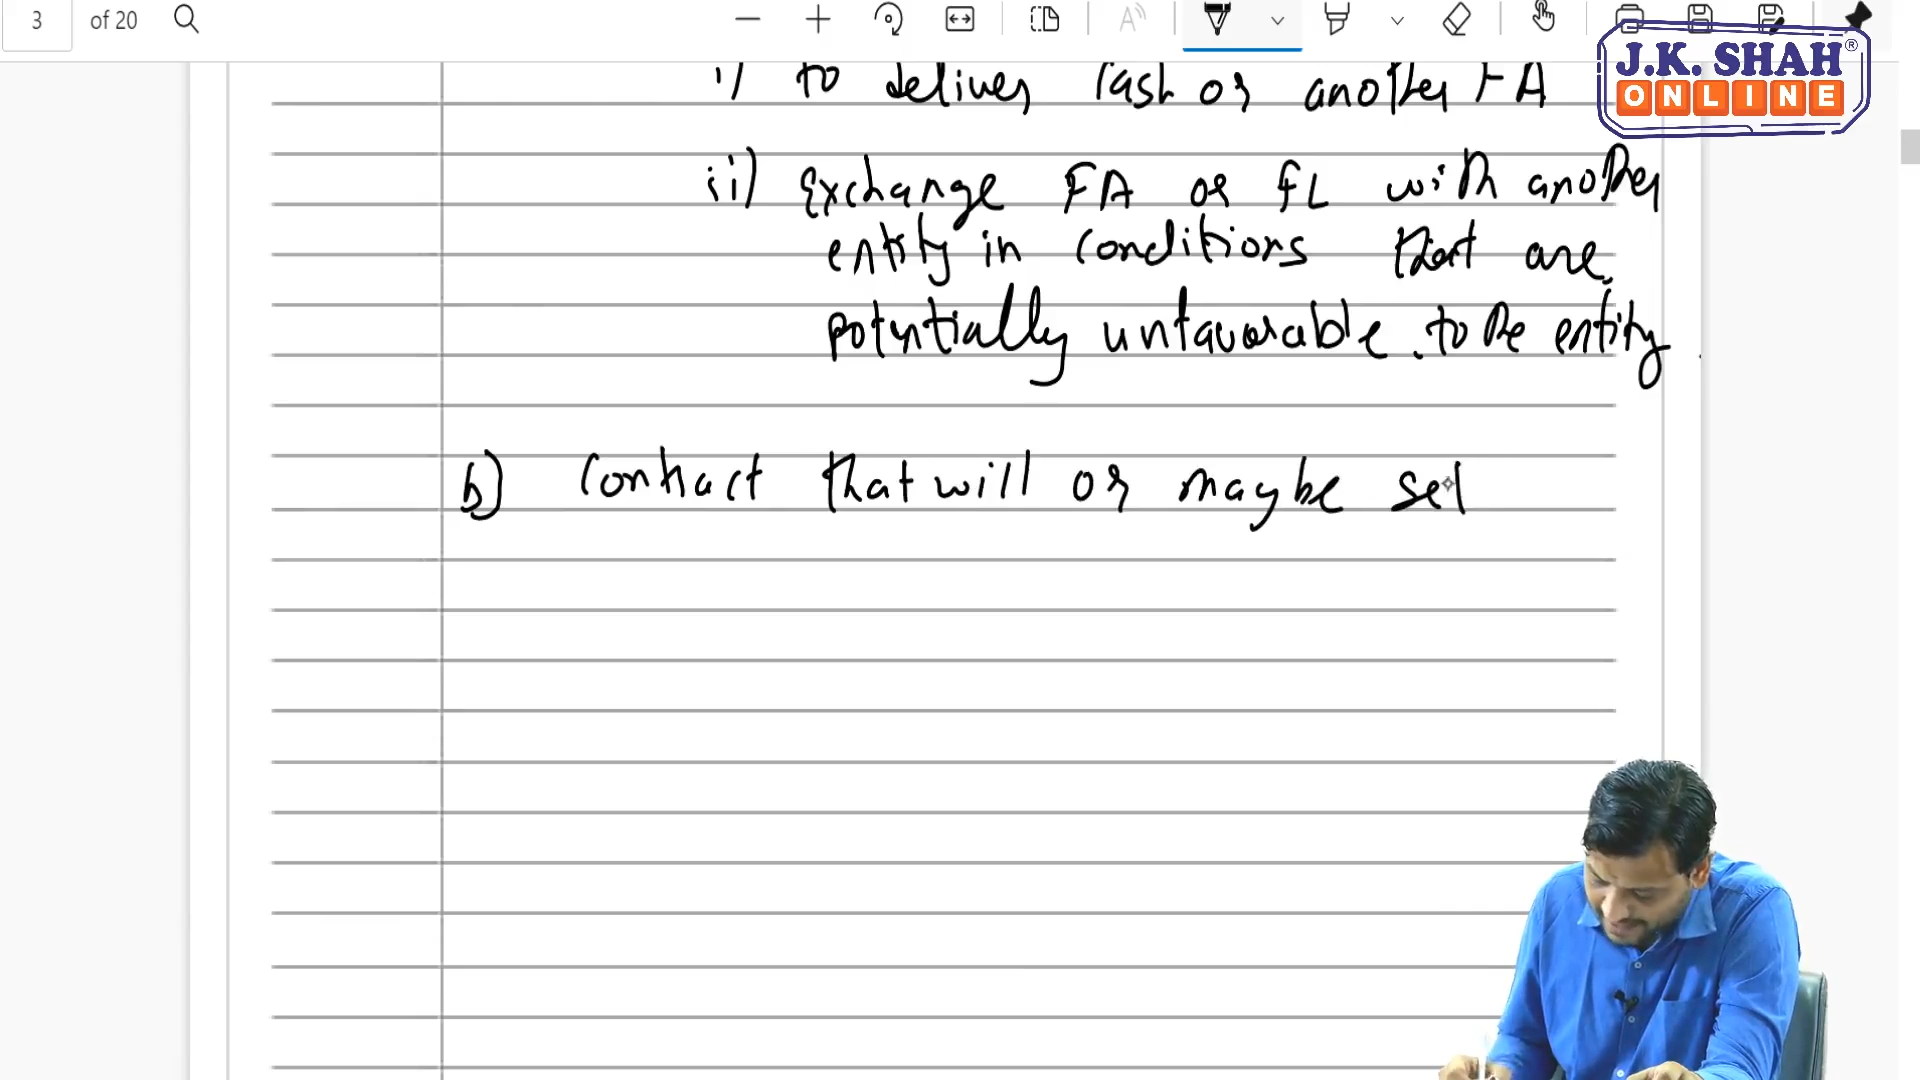 3 of 20
J.K. SHAH ®
ONLINE
i) to deliver cash or another FA
ii) Exchange FA or FL with another
entity in conditions that are
potentially unfavorable to the entity.
b) Contract that will or maybe set